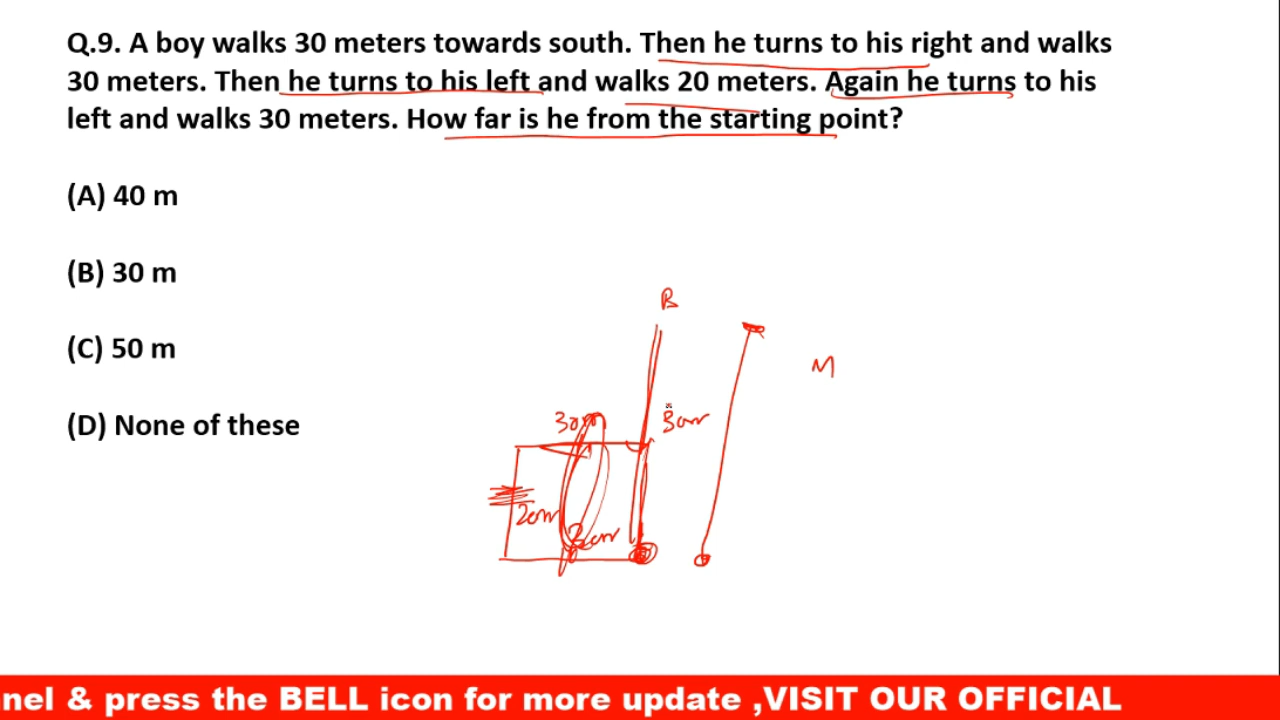 Q.9. A boy walks 30 meters towards south. Then he turns to his right and walks
30 meters. Then he turns to his left and walks 20 meters. Again he turns to his
left and walks 30 meters. How far is he from the starting point?
(A) 40 m
(B) 30 m
(C) 50 m
(D) None of these
B
M
30m
30m
20m
nel & press the BELL icon for more update ,VISIT OUR OFFICIAL